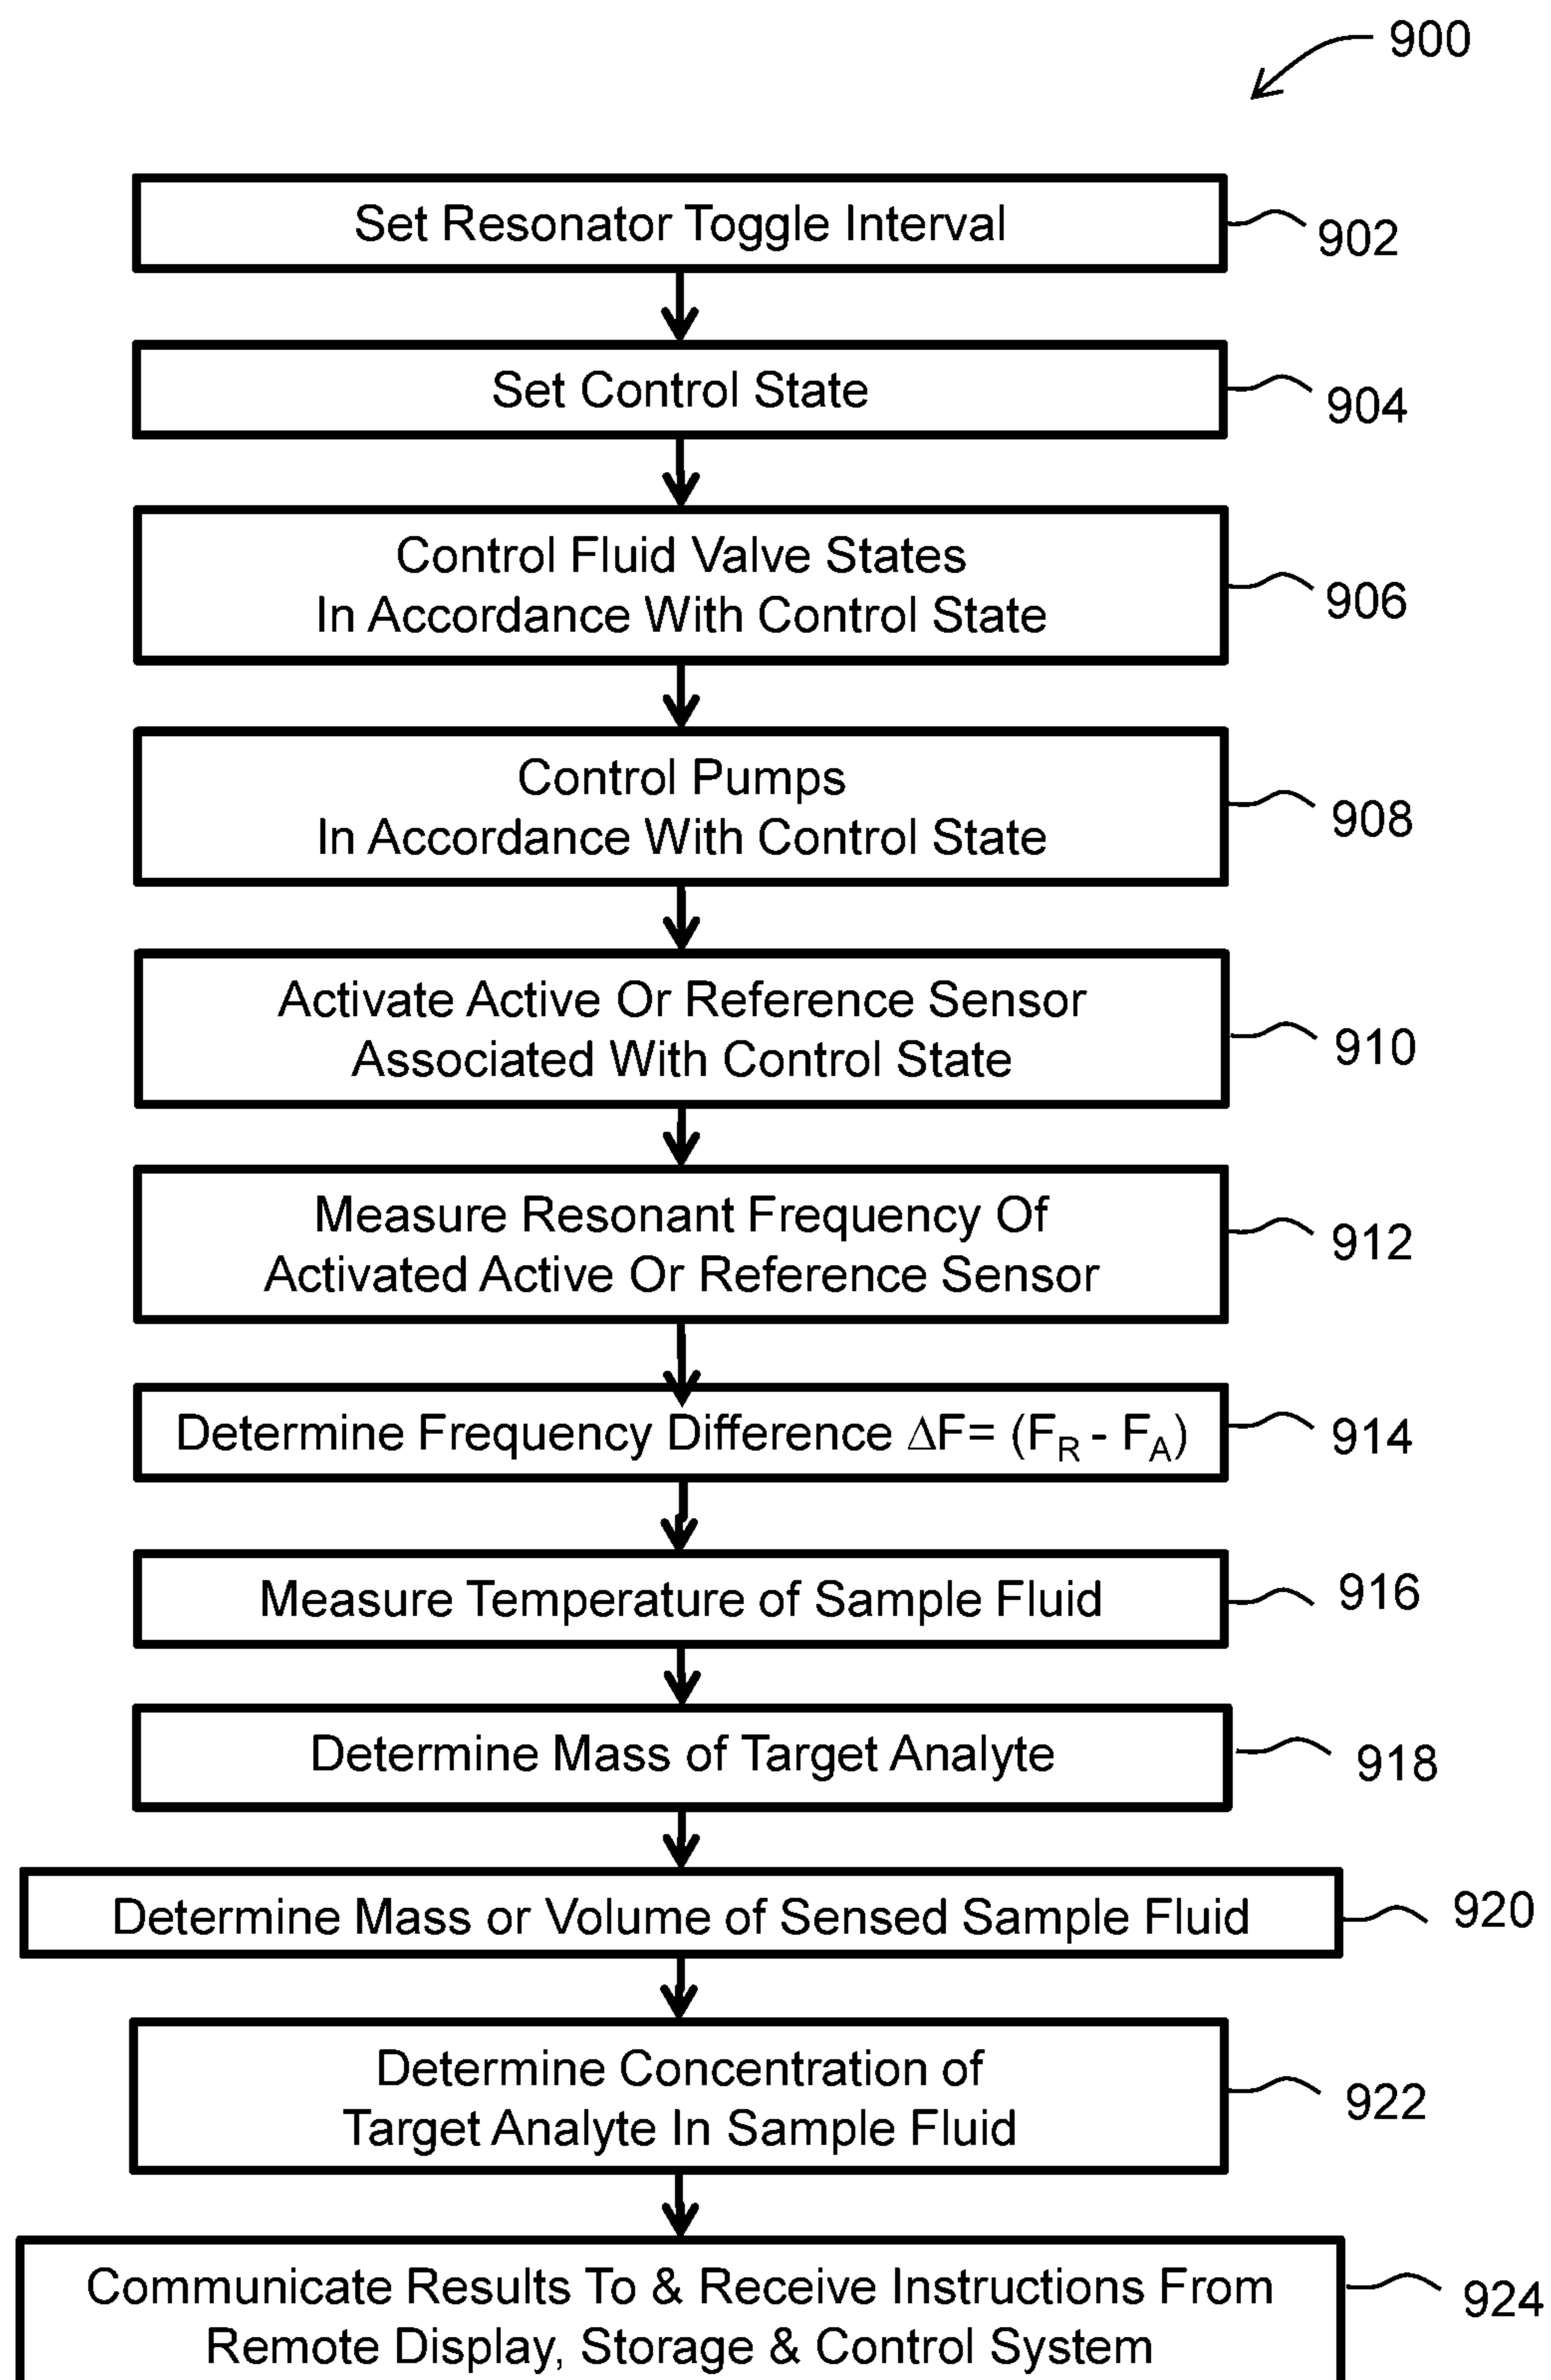 900
Set Resonator Toggle Interval
902
Set Control State
904
Control Fluid Valve States
In Accordance With Control State
906
Control Pumps
In Accordance With Control State
908
Activate Active Or Reference Sensor
Associated With Control State
910
Measure Resonant Frequency Of
Activated Active Or Reference Sensor
912
Determine Frequency Difference ΔF= (F_R - F_A)
914
Measure Temperature of Sample Fluid
916
Determine Mass of Target Analyte
918
Determine Mass or Volume of Sensed Sample Fluid
920
Determine Concentration of
Target Analyte In Sample Fluid
922
Communicate Results To & Receive Instructions From
Remote Display, Storage & Control System
924